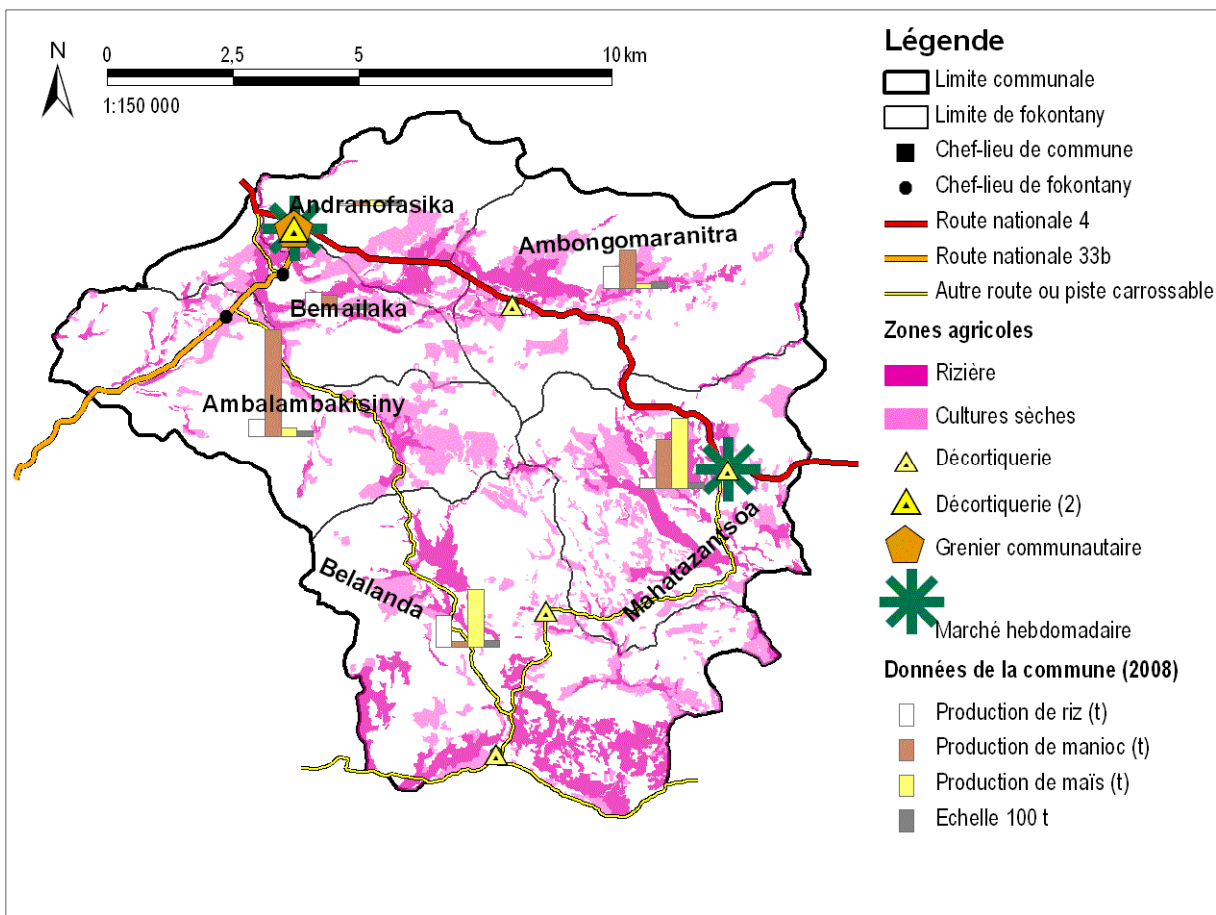 N
0 2,5 5 10 km
1:150 000
Andranofasika
Ambongomaranitra
Bemailaka
Ambalambakisiny
Belalanda
Mahatazantsoa
Légende
Limite communale
Limite de fokontany
Chef-lieu de commune
Chef-lieu de fokontany
Route nationale 4
Route nationale 33b
Autre route ou piste carrossable
Zones agricoles
Rizière
Cultures sèches
Décortiquerie
Décortiquerie (2)
Grenier communautaire
Marché hebdomadaire
Données de la commune (2008)
Production de riz (t)
Production de manioc (t)
Production de maïs (t)
Echelle 100 t